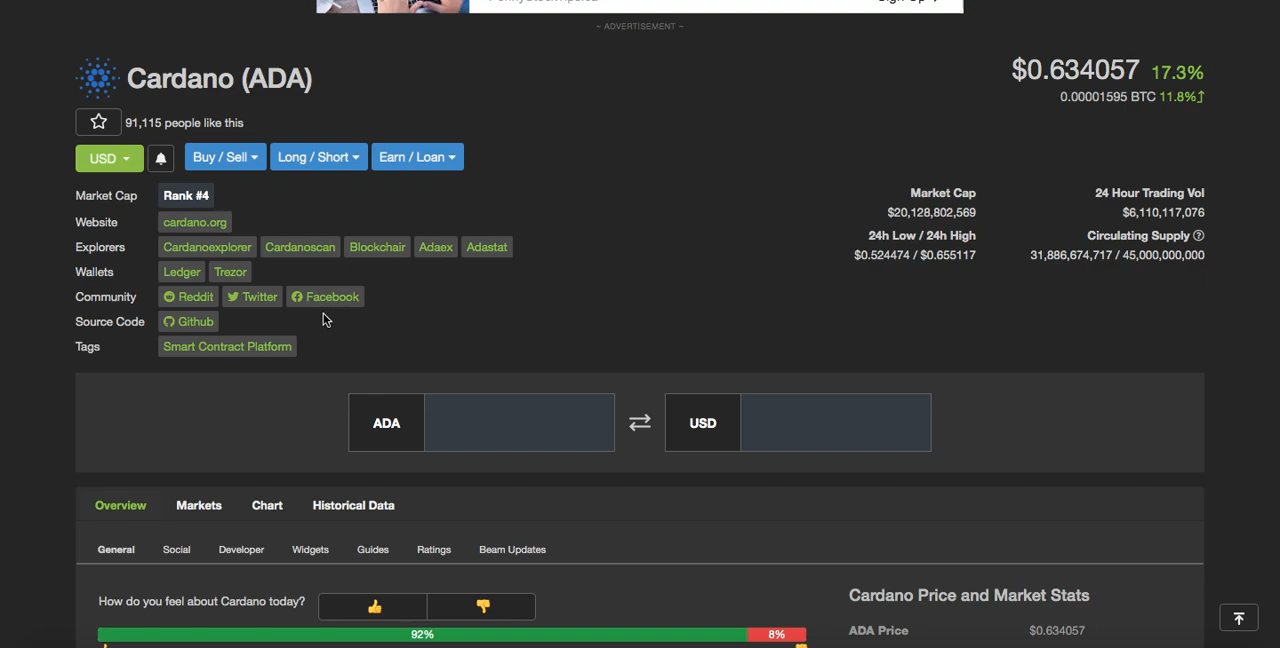 – ADVERTISEMENT –
Cardano (ADA)
$0.634057 17.3%
0.00001595 BTC 11.8%
91,115 people like this
USD
Buy / Sell
Long / Short
Earn / Loan
Market Cap Rank #4
Website cardano.org
Explorers Cardanoexplorer Cardanoscan Blockchair Adaex Adastat
Wallets Ledger Trezor
Community Reddit Twitter Facebook
Source Code Github
Tags Smart Contract Platform
Market Cap
$20,128,802,569
24h Low / 24h High
$0.524474 / $0.655117
24 Hour Trading Vol
$6,110,117,076
Circulating Supply
31,886,674,717 / 45,000,000,000
ADA
USD
Overview Markets Chart Historical Data
General Social Developer Widgets Guides Ratings Beam Updates
How do you feel about Cardano today?
92% 8%
Cardano Price and Market Stats
ADA Price $0.634057